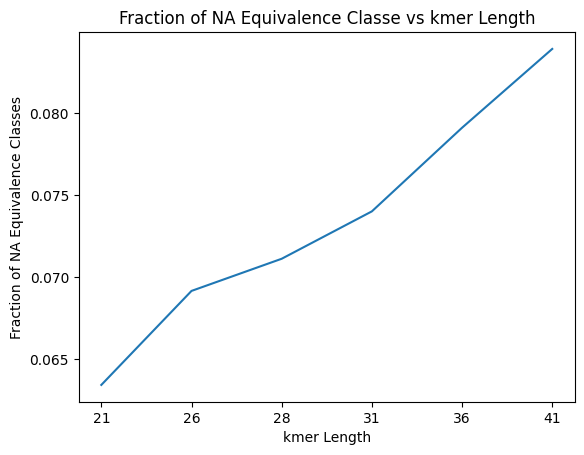 Fraction of NA Equivalence Classe vs kmer Length
Fraction of NA Equivalence Classes
0.080
0.075
0.070
0.065
21 26 28 31 36 41
kmer Length